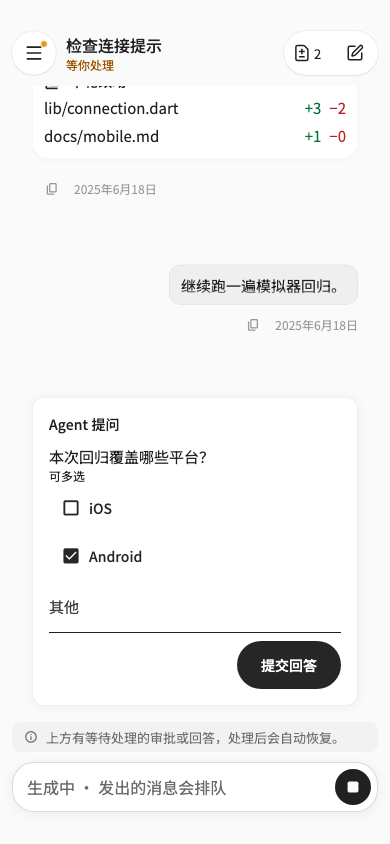 检查连接提示
等你处理
2
lib/connection.dart +3 −2
docs/mobile.md +1 −0
2025年6月18日
继续跑一遍模拟器回归。
2025年6月18日
Agent 提问
本次回归覆盖哪些平台？
可多选
iOS
Android
其他
提交回答
上方有等待处理的审批或回答，处理后会自动恢复。
生成中 · 发出的消息会排队